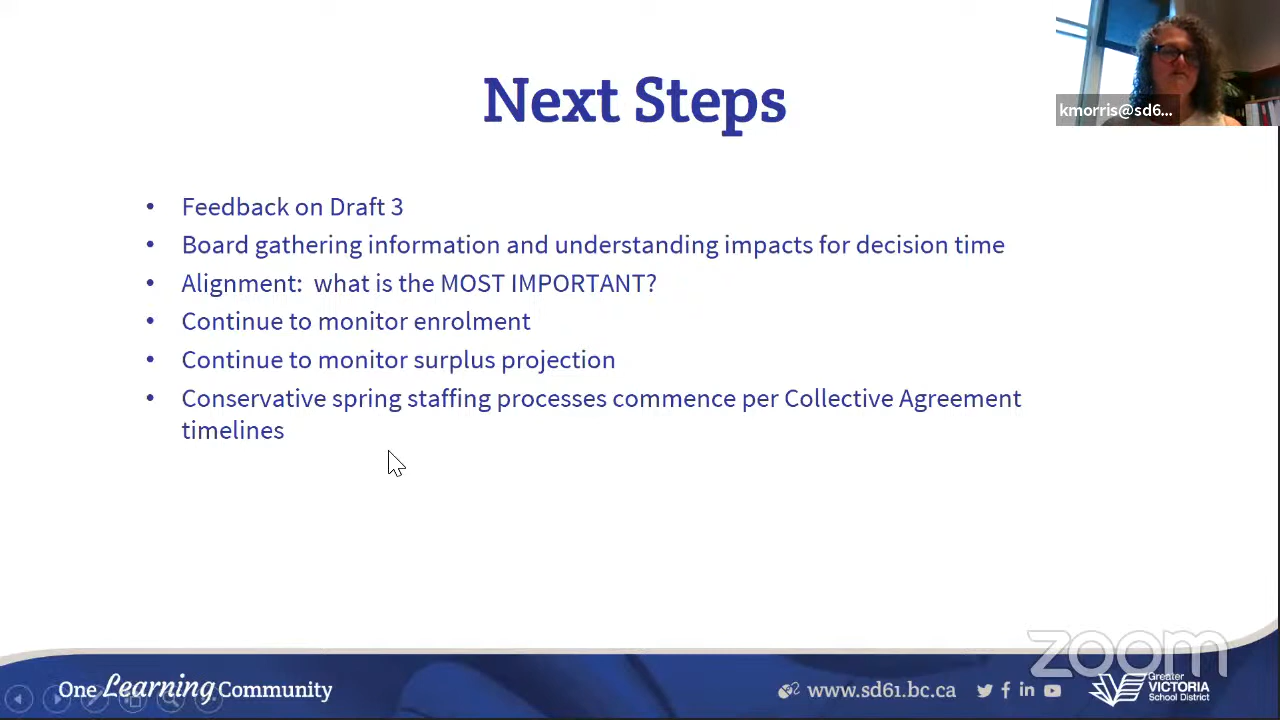 kmorris@sd6...
Next Steps
• Feedback on Draft 3
• Board gathering information and understanding impacts for decision time
• Alignment:  what is the MOST IMPORTANT?
• Continue to monitor enrolment
• Continue to monitor surplus projection
• Conservative spring staffing processes commence per Collective Agreement
timelines
zoom
One Learning Community
www.sd61.bc.ca
Greater
VICTORIA
School District